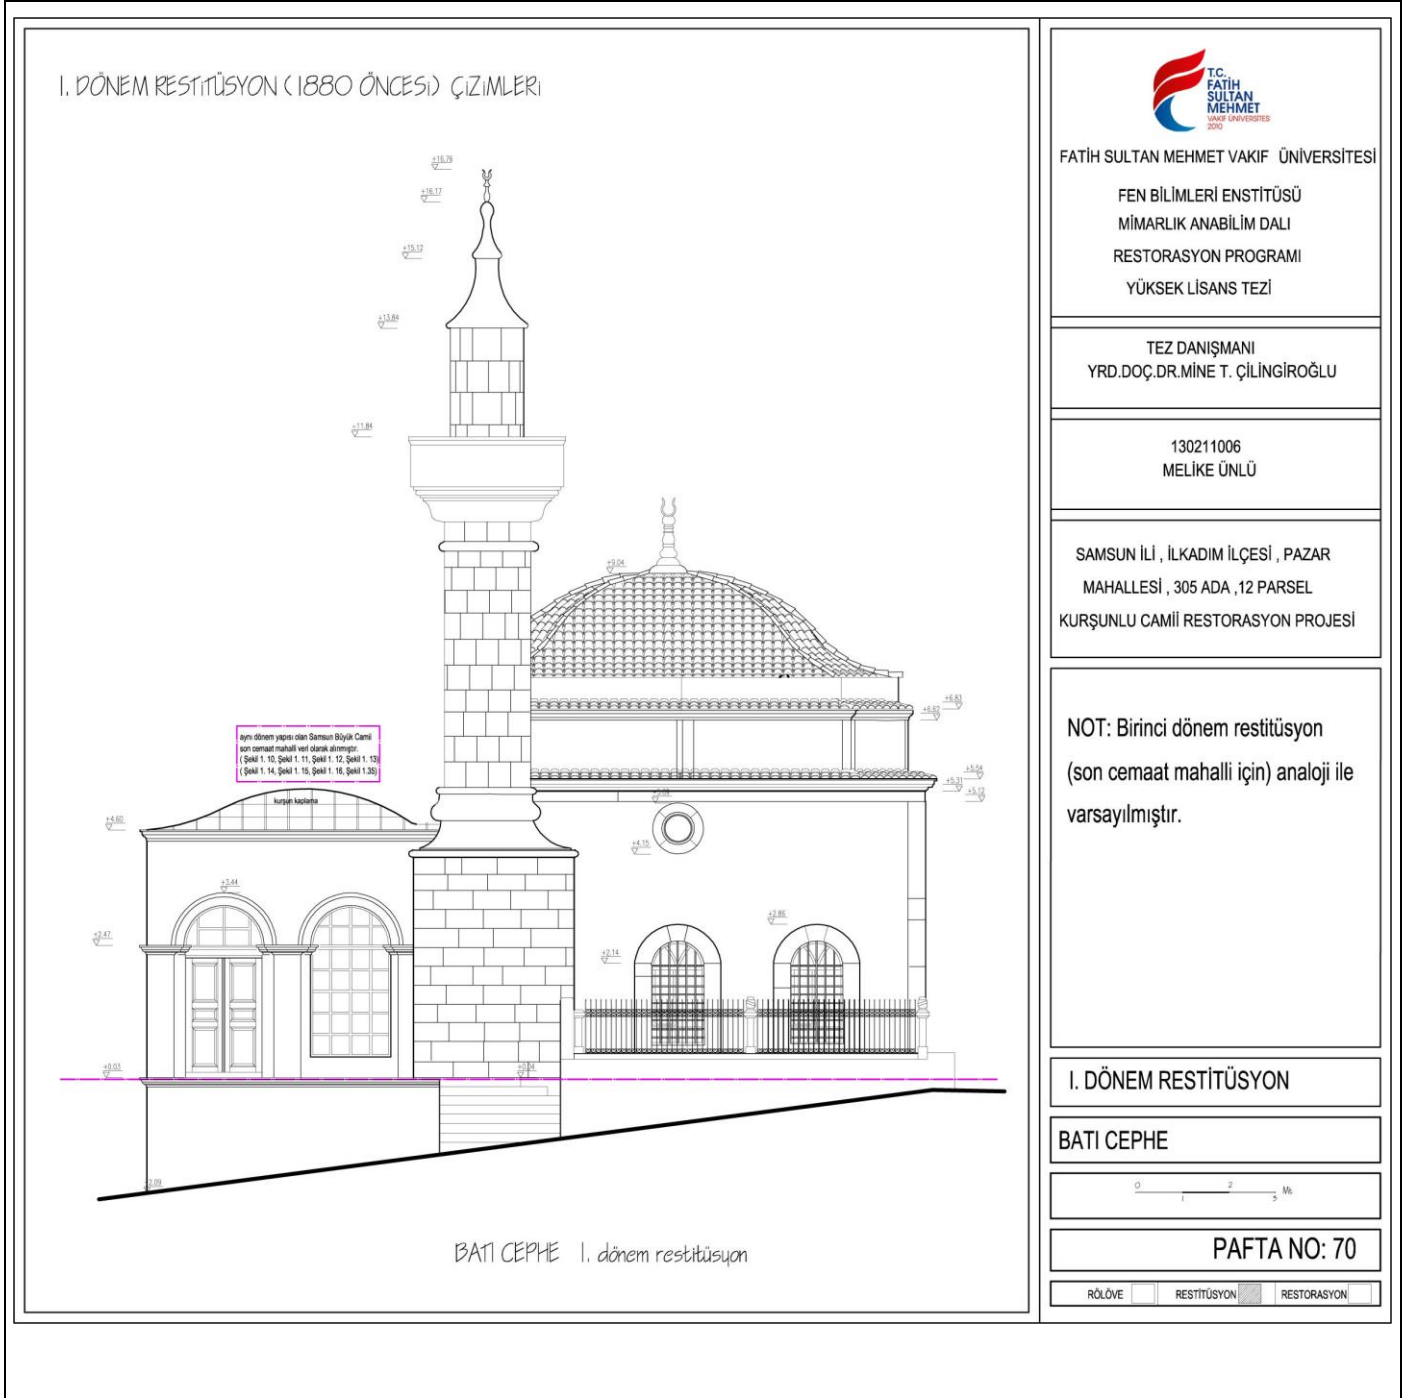 I. DÖNEM RESTİTÜSYON (1880 ÖNCESİ) ÇİZİMLERİ
+16.76
+16.17
+15.12
+13.84
+11.84
+9.04
+6.83
+6.62
+5.54
+5.31
+5.12
aynı dönem yapısı olan Samsun Büyük Camii
son cemaat mahalli veri olarak alınmıştır.
( Şekil 1. 10, Şekil 1. 11, Şekil 1. 12, Şekil 1. 13)
( Şekil 1. 14, Şekil 1. 15, Şekil 1. 16, Şekil 1.35)
kurşun kaplama
+4.60
+4.15
+3.44
+2.86
+2.47
+2.14
+0.03
+0.04
BATI CEPHE I. dönem restitüsyon
T.C.
FATİH
SULTAN
MEHMET
VAKIF ÜNİVERSİTES
2010
FATİH SULTAN MEHMET VAKIF ÜNİVERSİTESİ
FEN BİLİMLERİ ENSTİTÜSÜ
MİMARLIK ANABİLİM DALI
RESTORASYON PROGRAMI
YÜKSEK LİSANS TEZİ
TEZ DANIŞMANI
YRD.DOÇ.DR.MİNE T. ÇİLİNGİROĞLU
130211006
MELİKE ÜNLÜ
SAMSUN İLİ , İLKADIM İLÇESİ , PAZAR
MAHALLESİ , 305 ADA ,12 PARSEL
KURŞUNLU CAMİİ RESTORASYON PROJESİ
NOT: Birinci dönem restitüsyon
(son cemaat mahalli için) analoji ile
varsayılmıştır.
I. DÖNEM RESTİTÜSYON
BATI CEPHE
0 2
1
PAFTA NO: 70
RÖLÖVE RESTİTÜSYON RESTORASYON